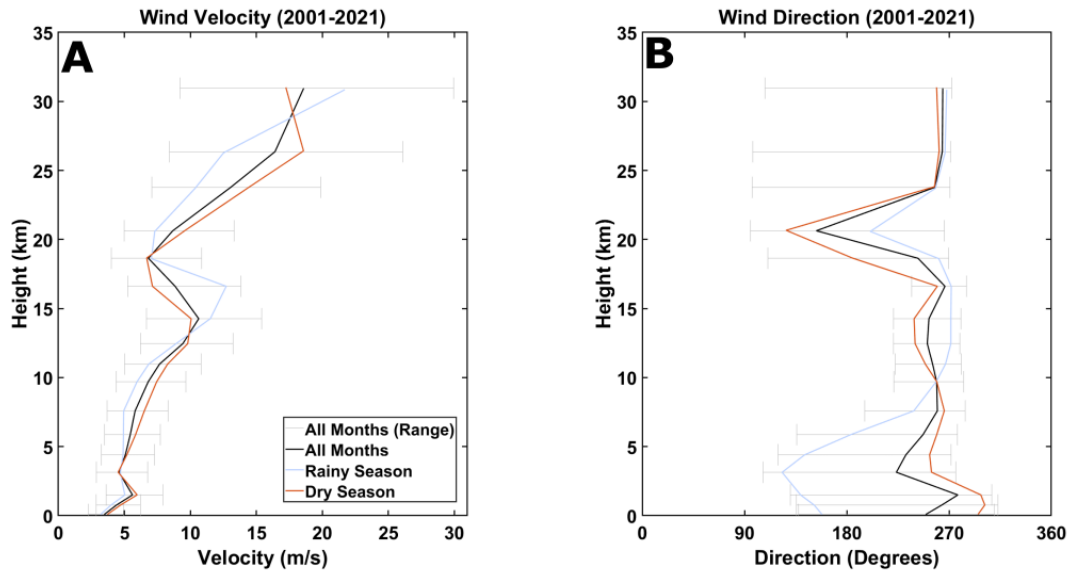 Wind Velocity (2001-2021)
A
35
30
25
20
15
10
5
0
Height (km)
0 5 10 15 20 25 30
Velocity (m/s)
All Months (Range)
All Months
Rainy Season
Dry Season
Wind Direction (2001-2021)
B
35
30
25
20
15
10
5
0
Height (km)
0 90 180 270 360
Direction (Degrees)